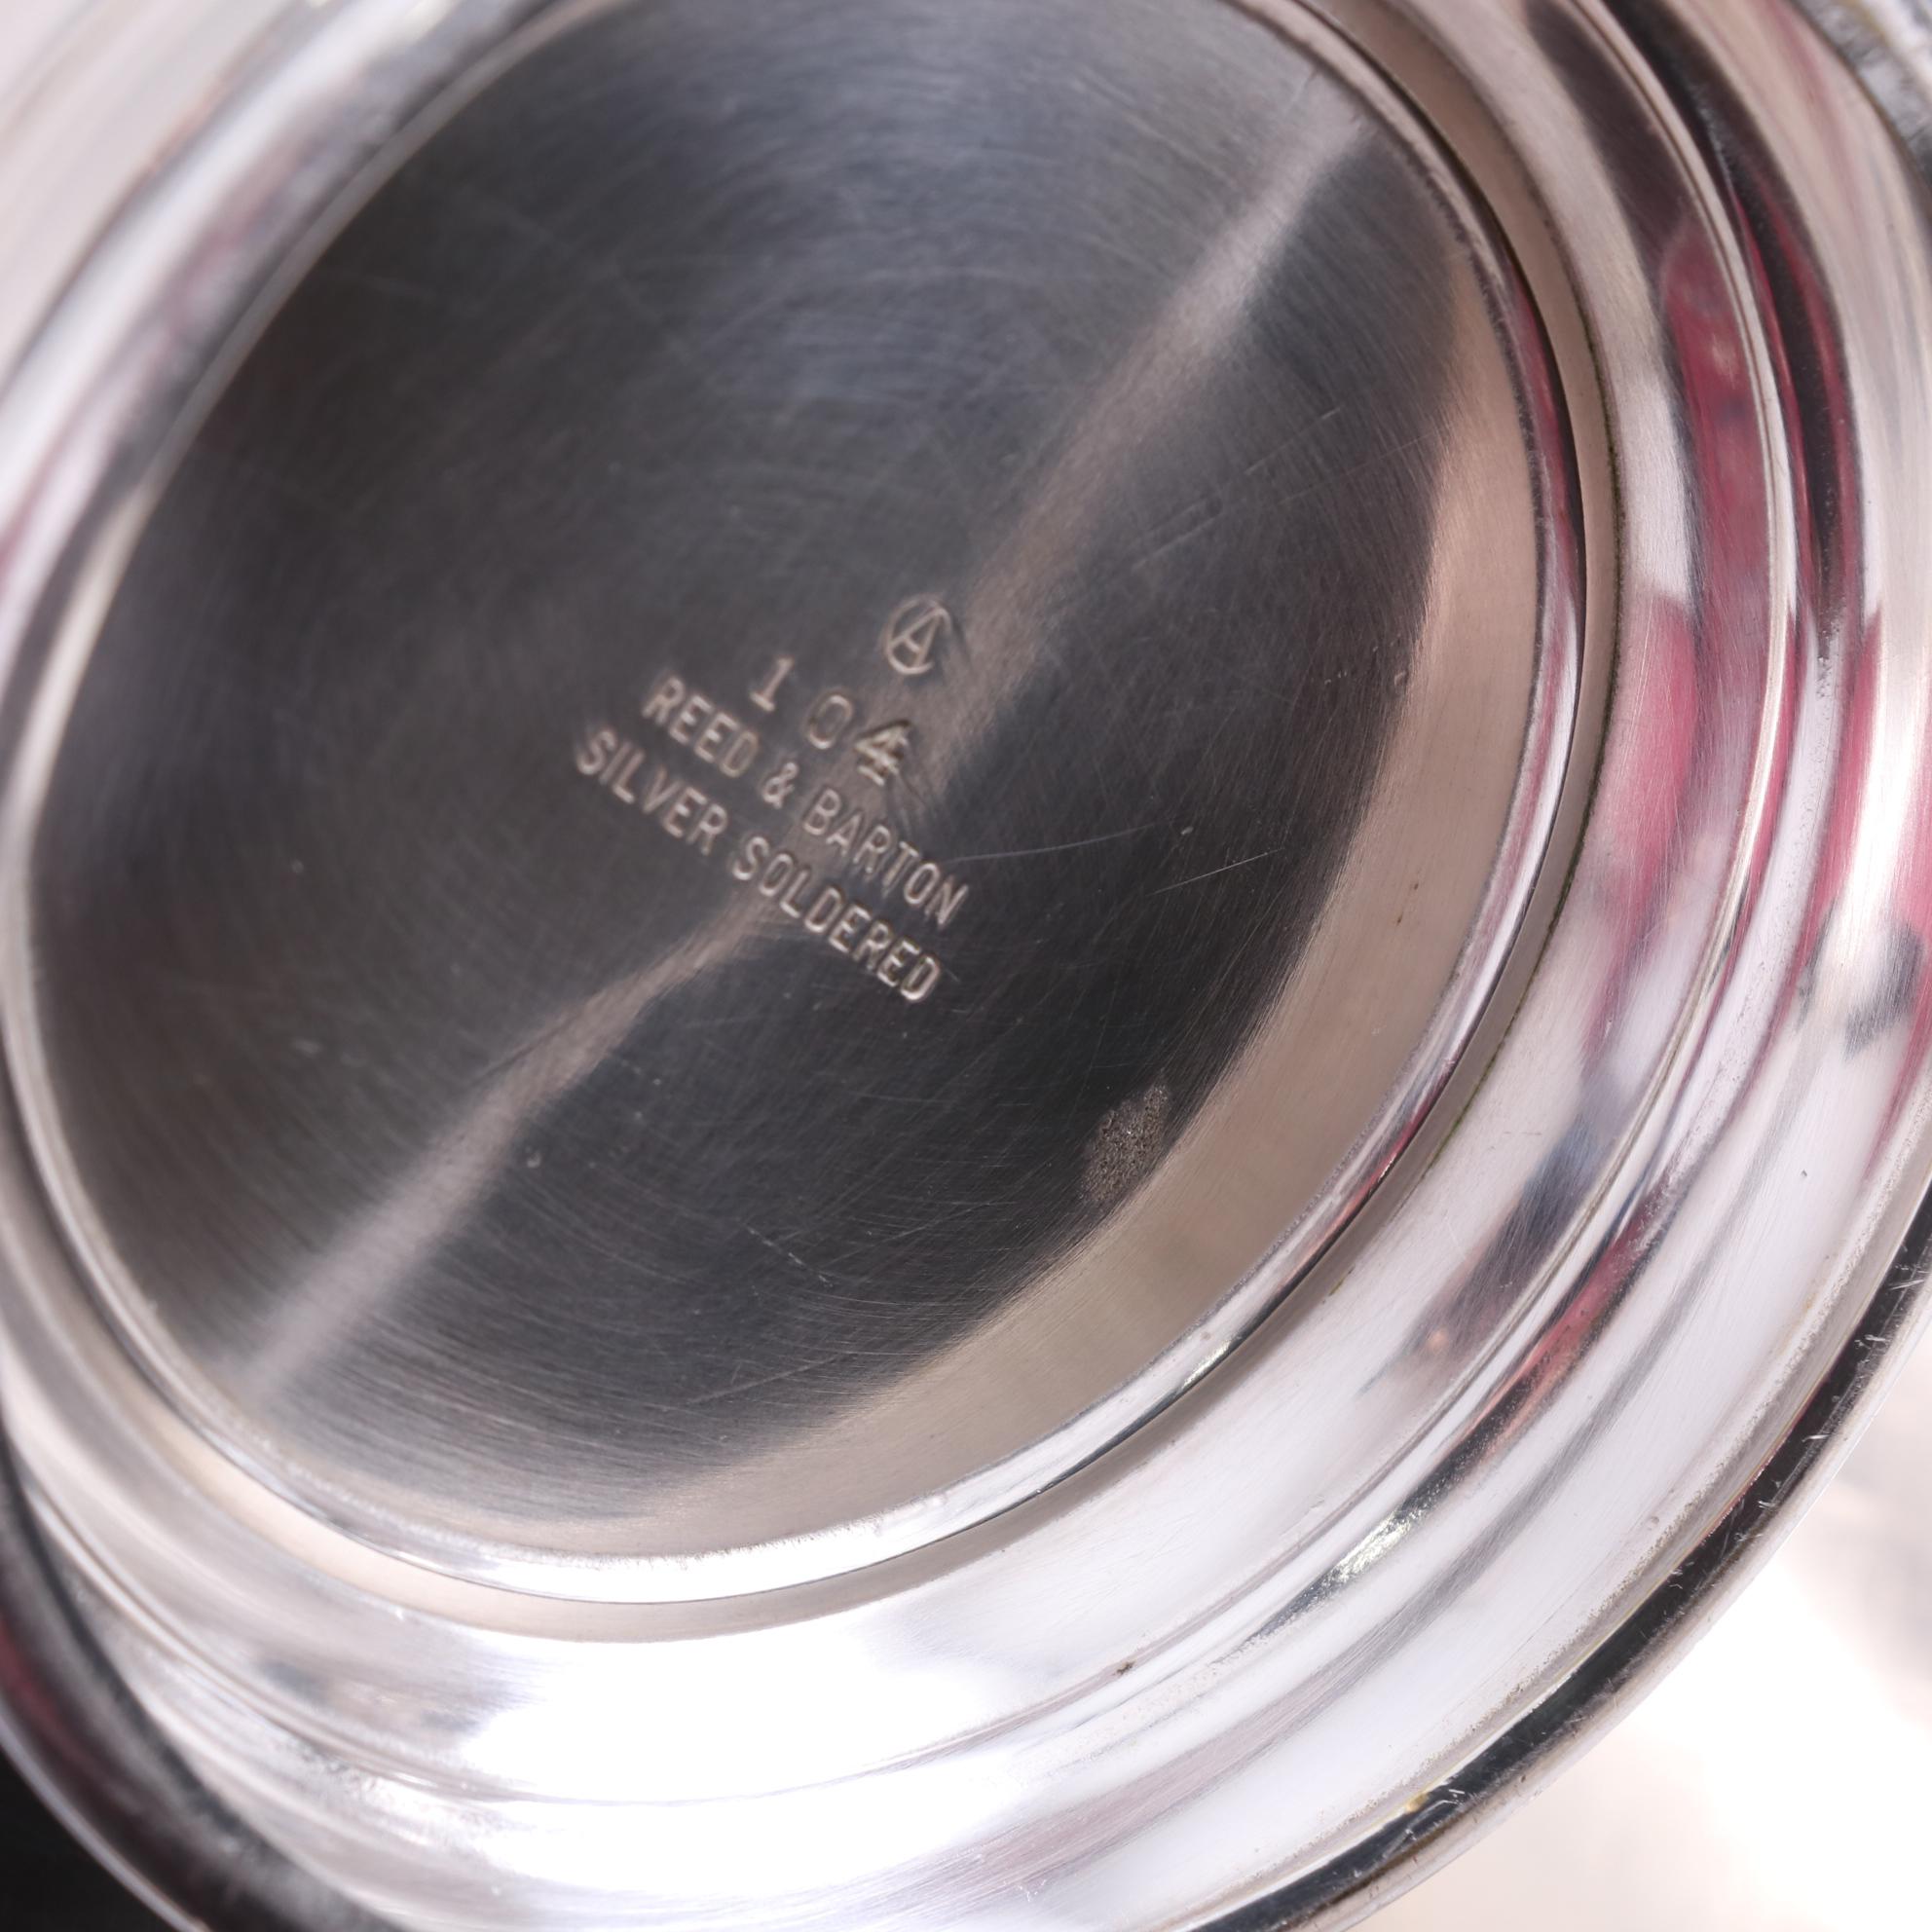 104
REED & BARTON
SILVER SOLDERED